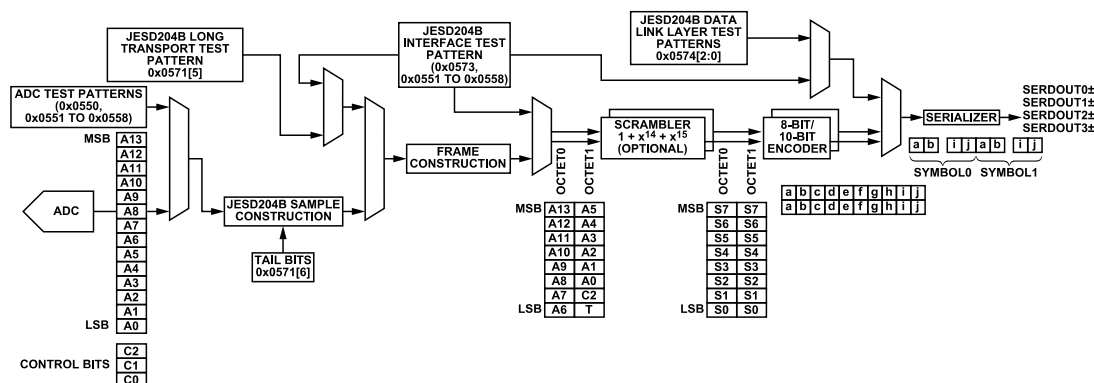 JESD204B LONG
TRANSPORT TEST
PATTERN
0x0571[5]
JESD204B
INTERFACE TEST
PATTERN
(0x0573,
0x0551 TO 0x0558)
JESD204B DATA
LINK LAYER TEST
PATTERNS
0x0574[2:0]
ADC TEST PATTERNS
(0x0550,
0x0551 TO 0x0558)
MSB
A13
A12
A11
A10
A9
A8
A7
A6
A5
A4
A3
A2
A1
LSB
A0
CONTROL BITS
C2
C1
C0
ADC
JESD204B SAMPLE
CONSTRUCTION
TAIL BITS
0x0571[6]
FRAME
CONSTRUCTION
OCTET0
OCTET1
MSB
A13 A5
A12 A4
A11 A3
A10 A2
A9 A1
A8 A0
A7 C2
LSB
A6 T
SCRAMBLER
1 + x14 + x15
(OPTIONAL)
OCTET0
OCTET1
MSB
S7 S7
S6 S6
S5 S5
S4 S4
S3 S3
S2 S2
S1 S1
LSB
S0 S0
8-BIT/
10-BIT
ENCODER
a b c d e f g h i j
a b c d e f g h i j
SERIALIZER
SERDOUT0±
SERDOUT1±
SERDOUT2±
SERDOUT3±
a b i j a b i j
SYMBOL0 SYMBOL1